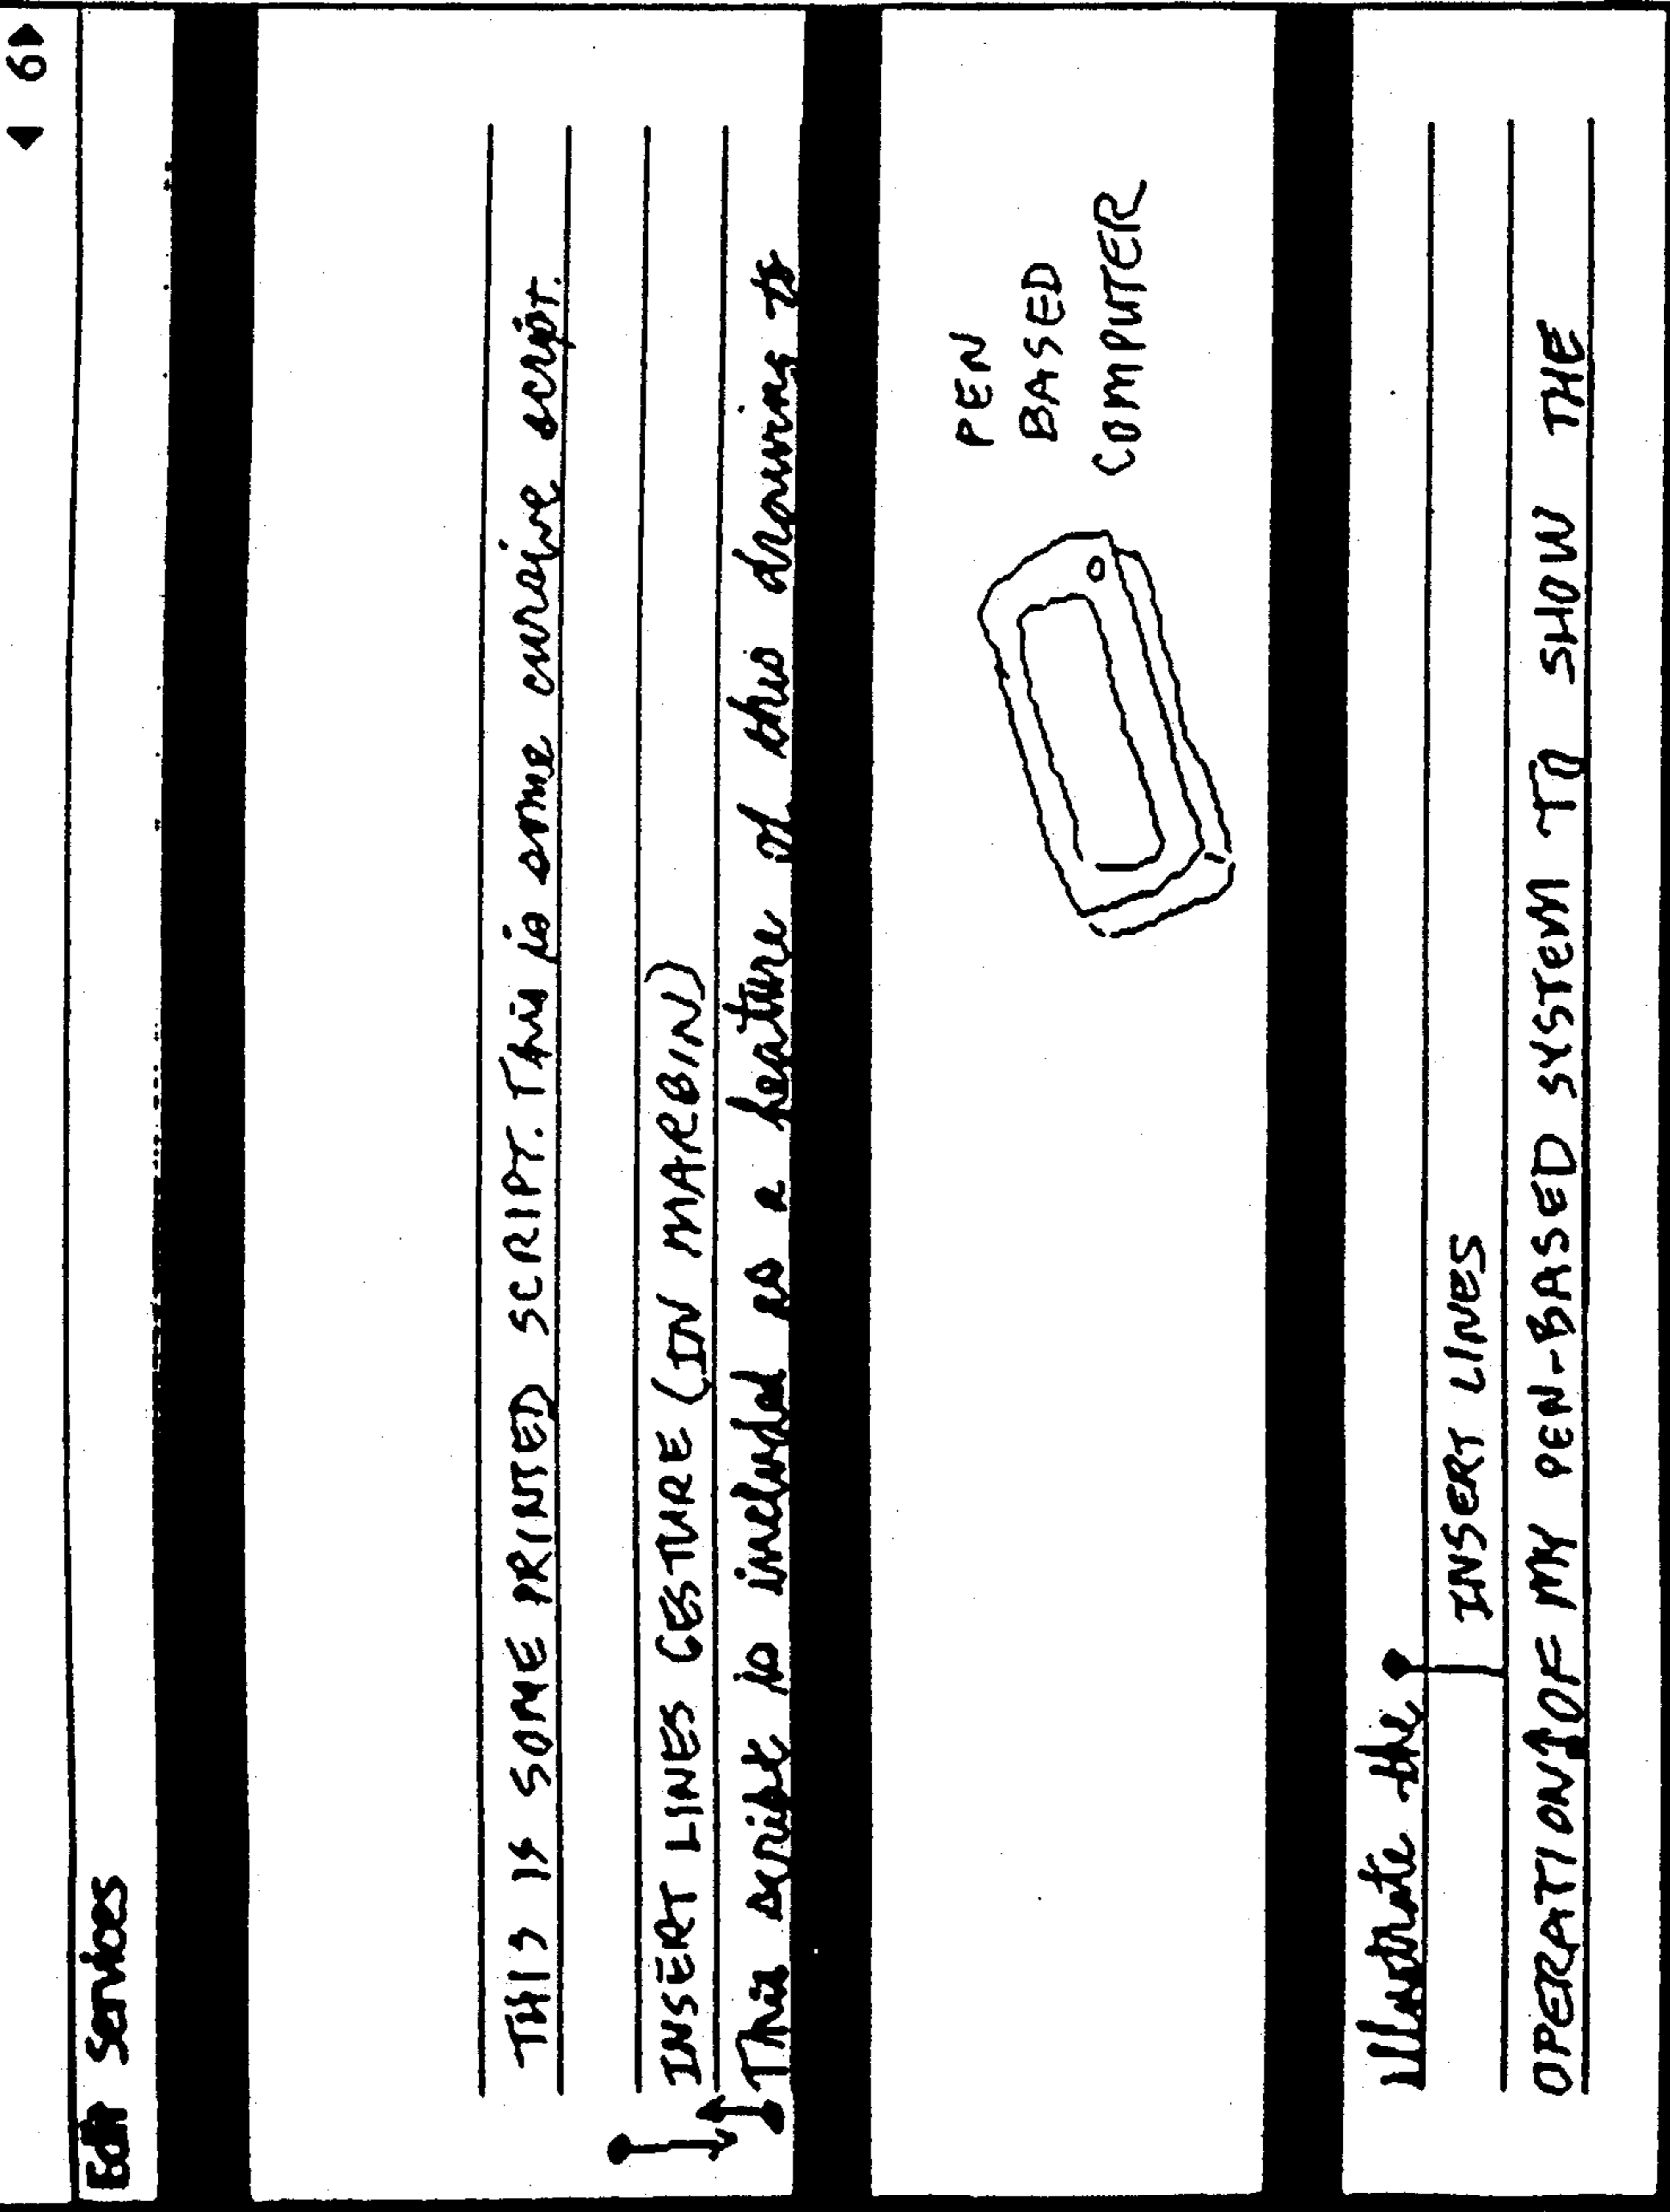 ◀ 6▶
Edit Services
THIS IS SOME PRINTED SCRIPT. This is some cursive script.
INSERT LINES GESTURE (IN MARGIN)
This script is included as a feature of this drawing to
PEN
BASED
COMPUTER
illustrate the
INSERT LINES
OPERATION OF MY PEN-BASED SYSTEM TO SHOW THE